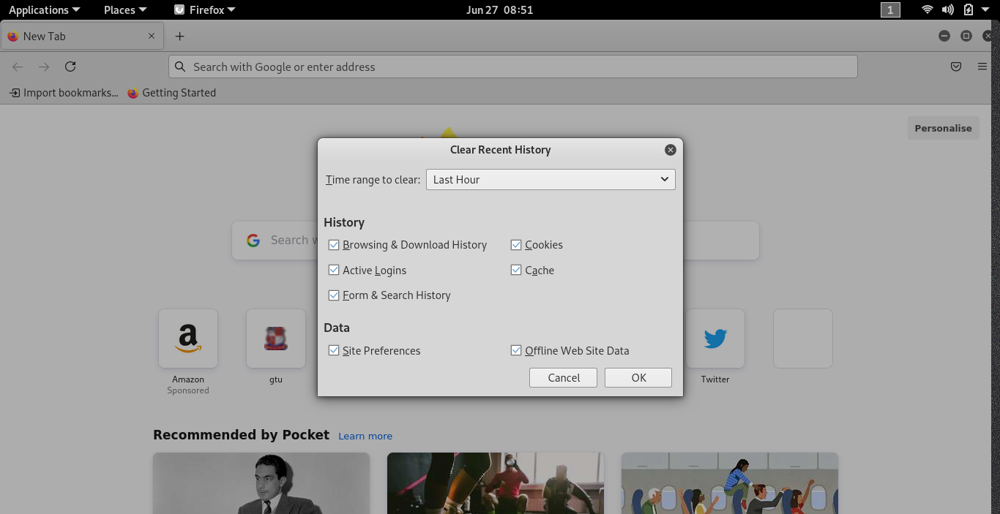 Applications Places Firefox Jun 27 08:51 1
New Tab
Search with Google or enter address
Import bookmarks... Getting Started
Personalise
Clear Recent History
Time range to clear: Last Hour
History
Search w
Browsing & Download History Cookies
Active Logins Cache
Form & Search History
Data
Site Preferences Offline Web Site Data
Cancel OK
Amazon gtu Twitter
Sponsored
Recommended by Pocket Learn more